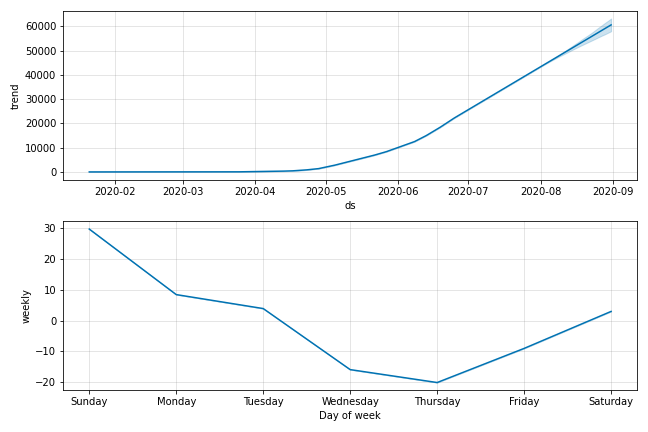 60000
50000
40000
30000
20000
10000
0
trend
2020-02 2020-03 2020-04 2020-05 2020-06 2020-07 2020-08 2020-09
ds
30
20
10
0
−10
−20
weekly
Sunday Monday Tuesday Wednesday Thursday Friday Saturday
Day of week